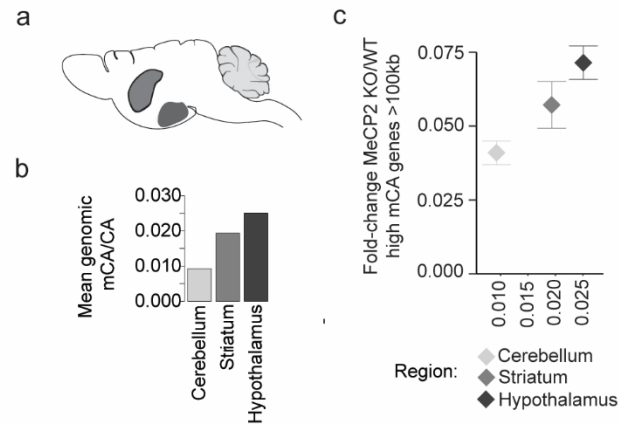 a
b
Mean genomic
mCA/CA
0.030
0.020
0.010
0.000
Cerebellum
Striatum
Hypothalamus
c
Fold-change MeCP2 KO/WT
high mCA genes >100kb
0.075
0.050
0.025
0.000
0.010
0.015
0.020
0.025
Region:
Cerebellum
Striatum
Hypothalamus